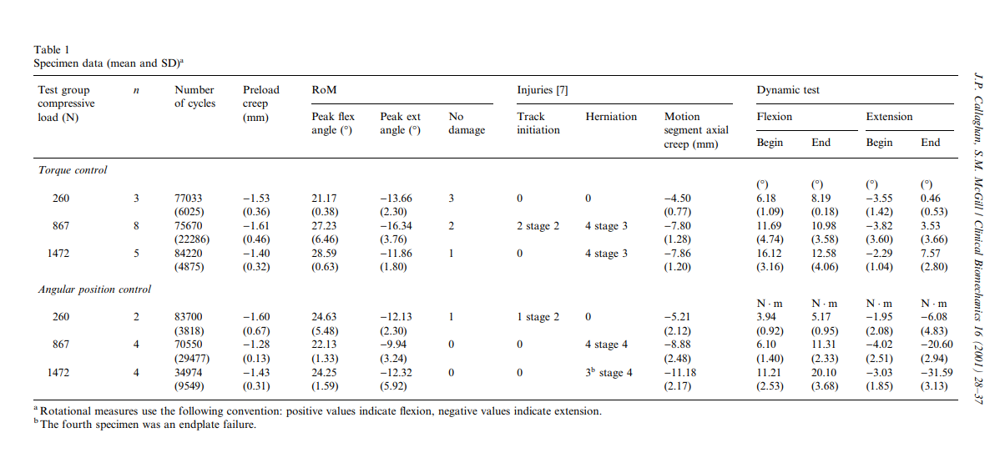 Table 1
Specimen data (mean and SD)ᵃ
Test group compressive load (N) n Number of cycles Preload creep (mm) RoM Injuries [7] Dynamic test
Peak flex angle (°) Peak ext angle (°) No damage Track initiation Herniation Motion segment axial creep (mm) Flexion Extension
Begin End Begin End
Torque control
(°) (°) (°) (°)
260 3 77033 −1.53 21.17 −13.66 3 0 0 −4.50 6.18 8.19 −3.55 0.46
(6025) (0.36) (0.38) (2.30) (0.77) (1.09) (0.18) (1.42) (0.53)
867 8 75670 −1.61 27.23 −16.34 2 2 stage 2 4 stage 3 −7.80 11.69 10.98 −3.82 3.53
(22286) (0.46) (6.46) (3.76) (1.28) (4.74) (3.58) (3.60) (3.66)
1472 5 84220 −1.40 28.59 −11.86 1 0 4 stage 3 −7.86 16.12 12.58 −2.29 7.57
(4875) (0.32) (0.63) (1.80) (1.20) (3.16) (4.06) (1.04) (2.80)
Angular position control
N·m N·m N·m N·m
260 2 83700 −1.60 24.63 −12.13 1 1 stage 2 0 −5.21 3.94 5.17 −1.95 −6.08
(3818) (0.67) (5.48) (2.30) (2.12) (0.92) (0.95) (2.08) (4.83)
867 4 70550 −1.28 22.13 −9.94 0 0 4 stage 4 −8.88 6.10 11.31 −4.02 −20.60
(29477) (0.13) (1.33) (3.24) (2.48) (1.40) (2.33) (2.51) (2.94)
1472 4 34974 −1.43 24.25 −12.32 0 0 3ᵇ stage 4 −11.18 11.21 20.10 −3.03 −31.59
(9549) (0.31) (1.59) (5.92) (2.17) (2.53) (3.68) (1.85) (3.13)
ᵃ Rotational measures use the following convention: positive values indicate flexion, negative values indicate extension.
ᵇ The fourth specimen was an endplate failure.
J.P. Callaghan, S.M. McGill / Clinical Biomechanics 16 (2001) 28–37